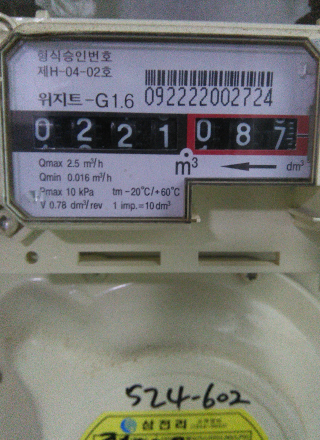 형식승인번호
제H-04-02호
위지트-G1.6
092222002724
0221 087
m³
dm³
Qmax 2.5 m³/h
Qmin 0.016 m³/h
Pmax 10 kPa tm -20°C/+60°C
V 0.78 dm³/rev 1 imp.=10dm³
524-602
삼천리